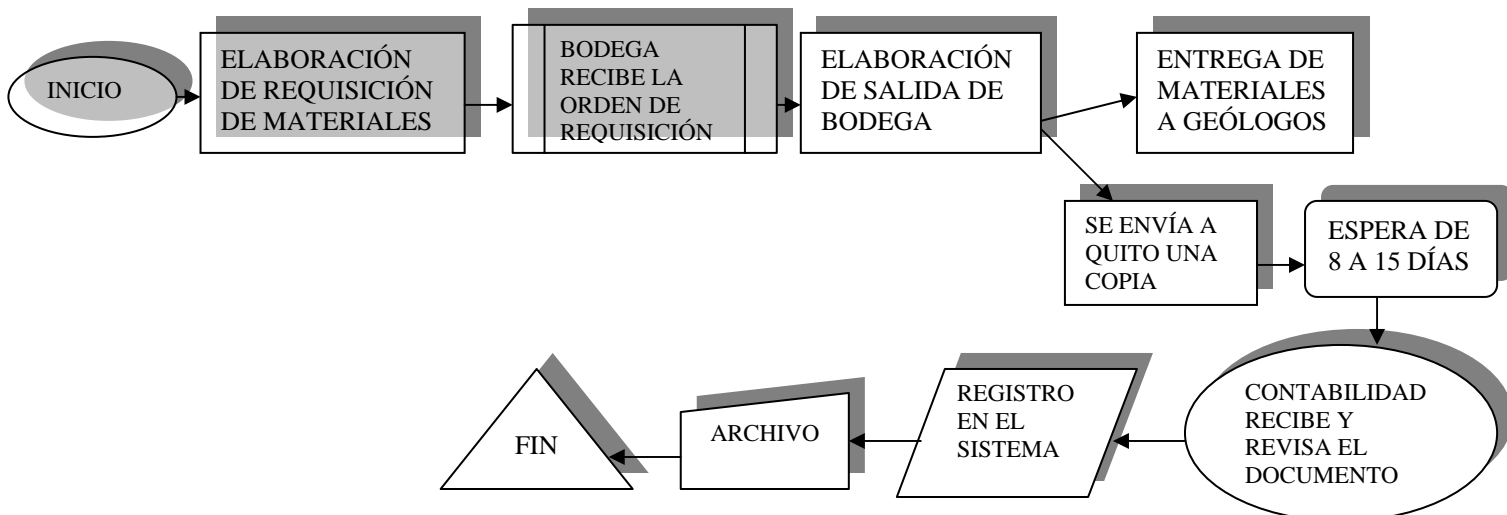 INICIO
ELABORACIÓN
DE REQUISICIÓN
DE MATERIALES
BODEGA
RECIBE LA
ORDEN DE
REQUISICIÓN
ELABORACIÓN
DE SALIDA DE
BODEGA
ENTREGA DE
MATERIALES
A GEÓLOGOS
SE ENVÍA A
QUITO UNA
COPIA
ESPERA DE
8 A 15 DÍAS
CONTABILIDAD
RECIBE Y
REVISA EL
DOCUMENTO
REGISTRO
EN EL
SISTEMA
ARCHIVO
FIN